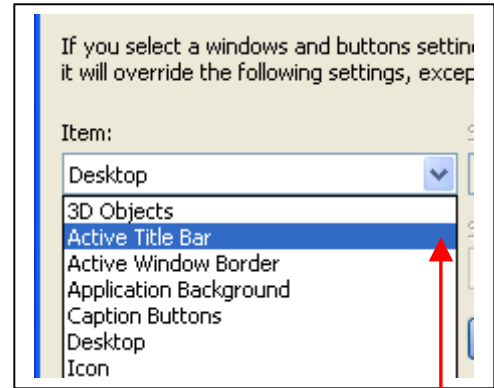 If you select a windows and buttons settin
it will override the following settings, excep
Item:
Desktop
3D Objects
Active Title Bar
Active Window Border
Application Background
Caption Buttons
Desktop
Icon